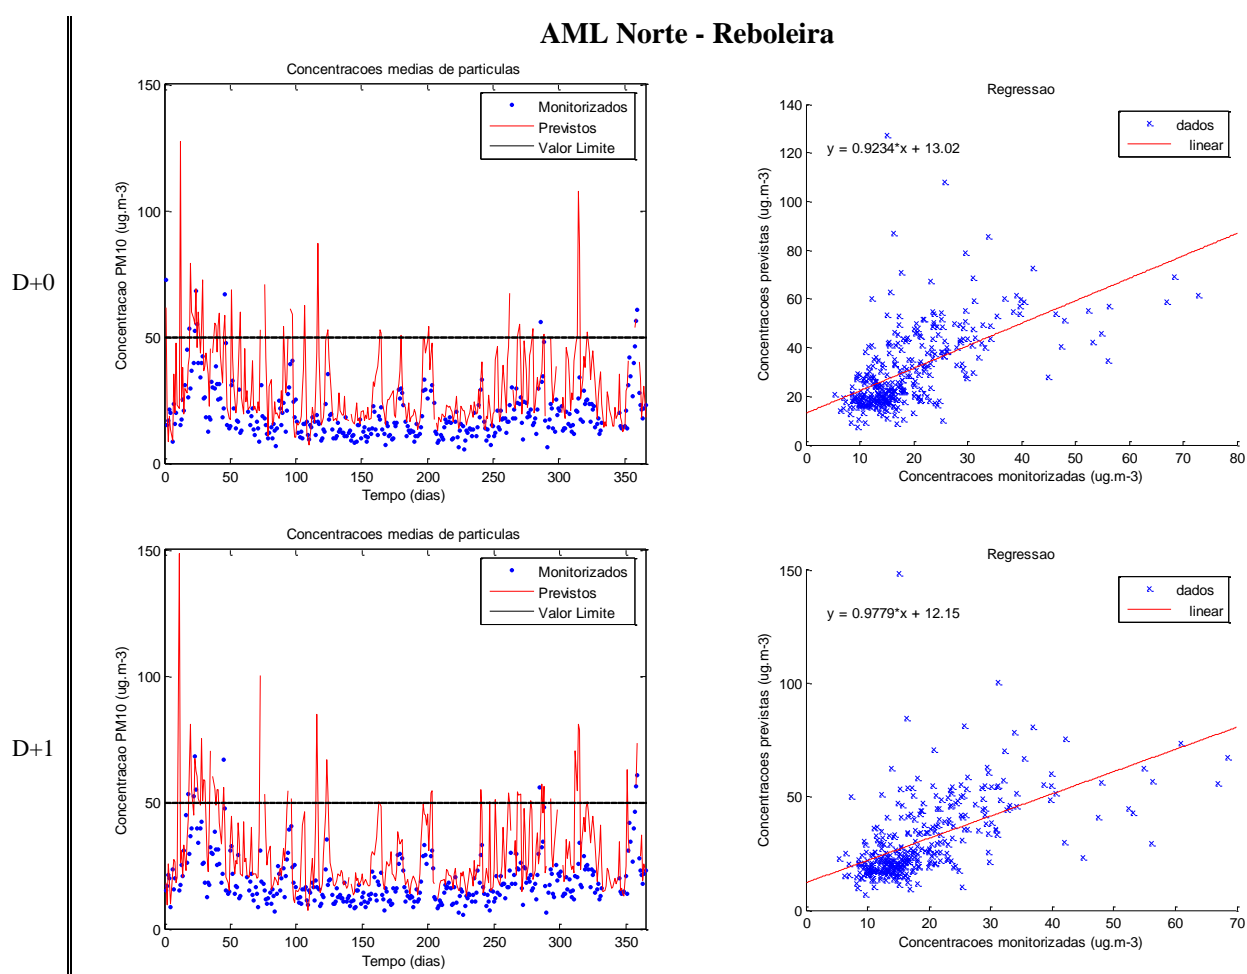 AML Norte - Reboleira
D+0
Concentracoes medias de particulas
Concentracao PM10 (ug.m-3)
150
100
50
0
Monitorizados
Previstos
Valor Limite
0 50 100 150 200 250 300 350
Tempo (dias)
Regressao
Concentracoes previstas (ug.m-3)
140
120
100
80
60
40
20
0
y = 0.9234*x + 13.02
dados
linear
0 10 20 30 40 50 60 70 80
Concentracoes monitorizadas (ug.m-3)
D+1
Concentracoes medias de particulas
Concentracao PM10 (ug.m-3)
150
100
50
0
Monitorizados
Previstos
Valor Limite
0 50 100 150 200 250 300 350
Tempo (dias)
Regressao
Concentracoes previstas (ug.m-3)
150
100
50
0
y = 0.9779*x + 12.15
dados
linear
0 10 20 30 40 50 60 70
Concentracoes monitorizadas (ug.m-3)